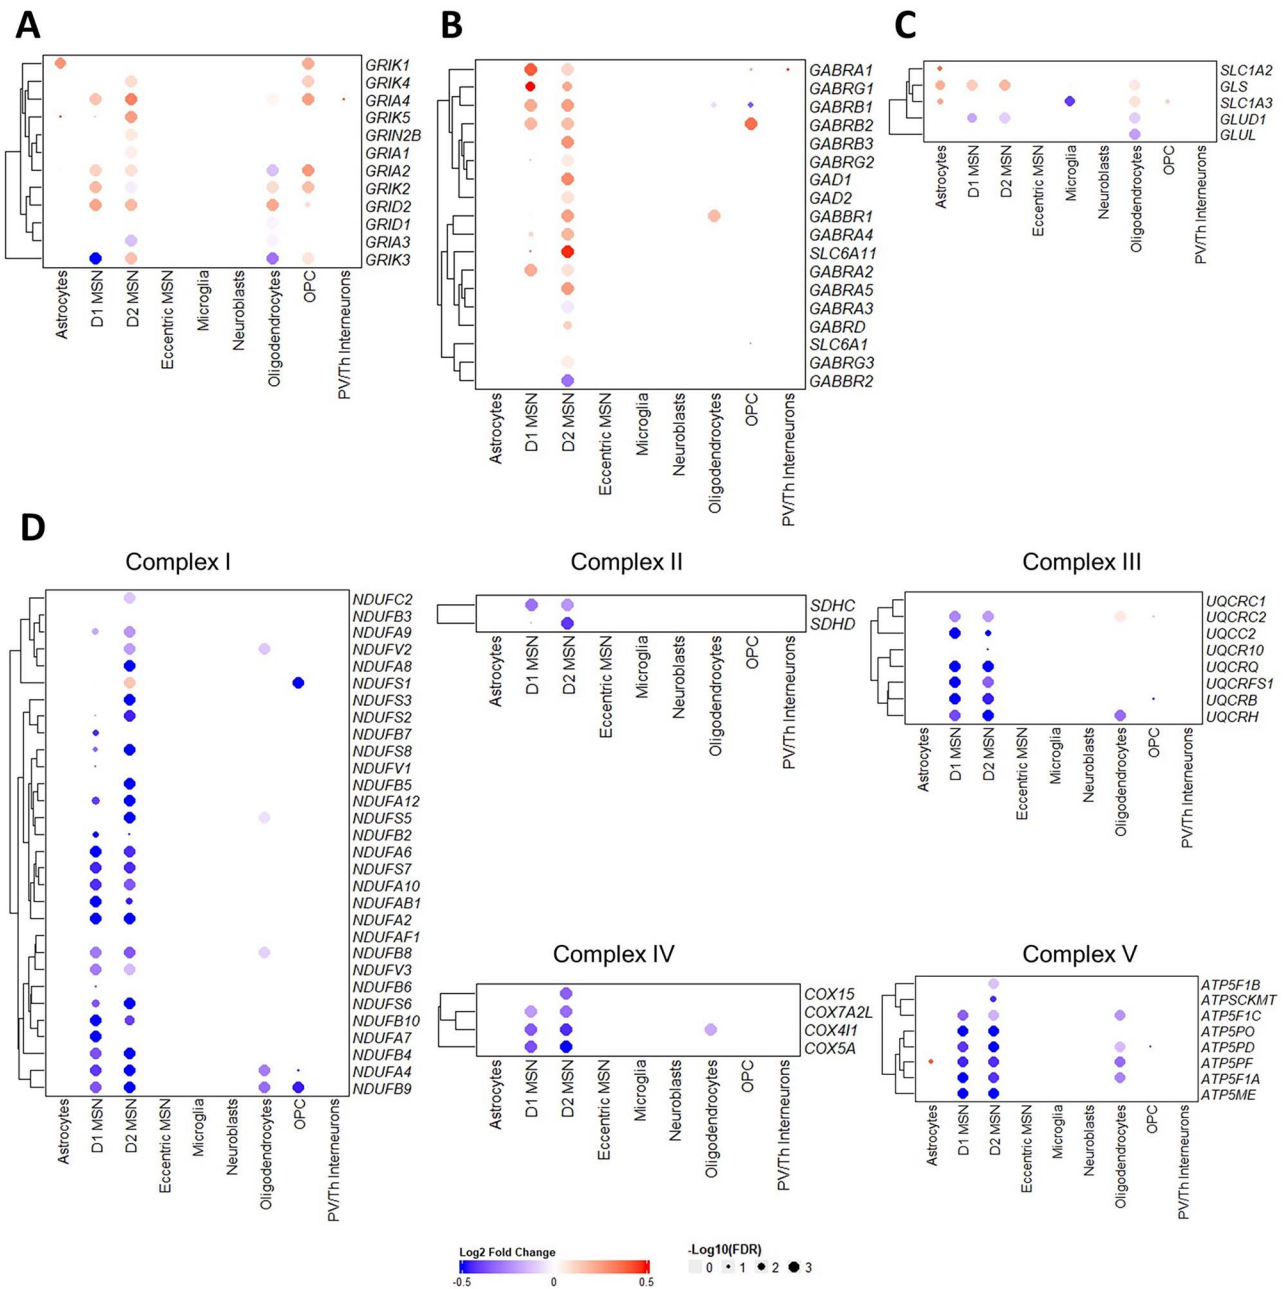 A
GRIK1
GRIK4
GRIA4
GRIK5
GRIN2B
GRIA1
GRIA2
GRIK2
GRID2
GRID1
GRIA3
GRIK3
Astrocytes
D1 MSN
D2 MSN
Eccentric MSN
Microglia
Neuroblasts
Oligodendrocytes
OPC
PV/Th Interneurons
B
GABRA1
GABRG1
GABRB1
GABRB2
GABRB3
GABRG2
GAD1
GAD2
GABBR1
GABRA4
SLC6A11
GABRA2
GABRA5
GABRA3
GABRD
SLC6A1
GABRG3
GABBR2
Astrocytes
D1 MSN
D2 MSN
Eccentric MSN
Microglia
Neuroblasts
Oligodendrocytes
OPC
PV/Th Interneurons
C
SLC1A2
GLS
SLC1A3
GLUD1
GLUL
Astrocytes
D1 MSN
D2 MSN
Eccentric MSN
Microglia
Neuroblasts
Oligodendrocytes
OPC
PV/Th Interneurons
D
Complex I
NDUFC2
NDUFB3
NDUFA9
NDUFV2
NDUFA8
NDUFS1
NDUFS3
NDUFS2
NDUFB7
NDUFS8
NDUFV1
NDUFB5
NDUFA12
NDUFS5
NDUFB2
NDUFA6
NDUFS7
NDUFA10
NDUFAB1
NDUFA2
NDUFAF1
NDUFB8
NDUFV3
NDUFB6
NDUFS6
NDUFB10
NDUFA7
NDUFB4
NDUFA4
NDUFB9
Astrocytes
D1 MSN
D2 MSN
Eccentric MSN
Microglia
Neuroblasts
Oligodendrocytes
OPC
PV/Th Interneurons
Complex II
SDHC
SDHD
Astrocytes
D1 MSN
D2 MSN
Eccentric MSN
Microglia
Neuroblasts
Oligodendrocytes
OPC
PV/Th Interneurons
Complex III
UQCRC1
UQCRC2
UQCC2
UQCR10
UQCRQ
UQCRFS1
UQCRB
UQCRH
Astrocytes
D1 MSN
D2 MSN
Eccentric MSN
Microglia
Neuroblasts
Oligodendrocytes
OPC
PV/Th Interneurons
Complex IV
COX15
COX7A2L
COX4I1
COX5A
Astrocytes
D1 MSN
D2 MSN
Eccentric MSN
Microglia
Neuroblasts
Oligodendrocytes
OPC
PV/Th Interneurons
Complex V
ATP5F1B
ATPSCKMT
ATP5F1C
ATP5PO
ATP5PD
ATP5PF
ATP5F1A
ATP5ME
Astrocytes
D1 MSN
D2 MSN
Eccentric MSN
Microglia
Neuroblasts
Oligodendrocytes
OPC
PV/Th Interneurons
Log2 Fold Change
-0.5 0 0.5
-Log10(FDR)
0 1 2 3